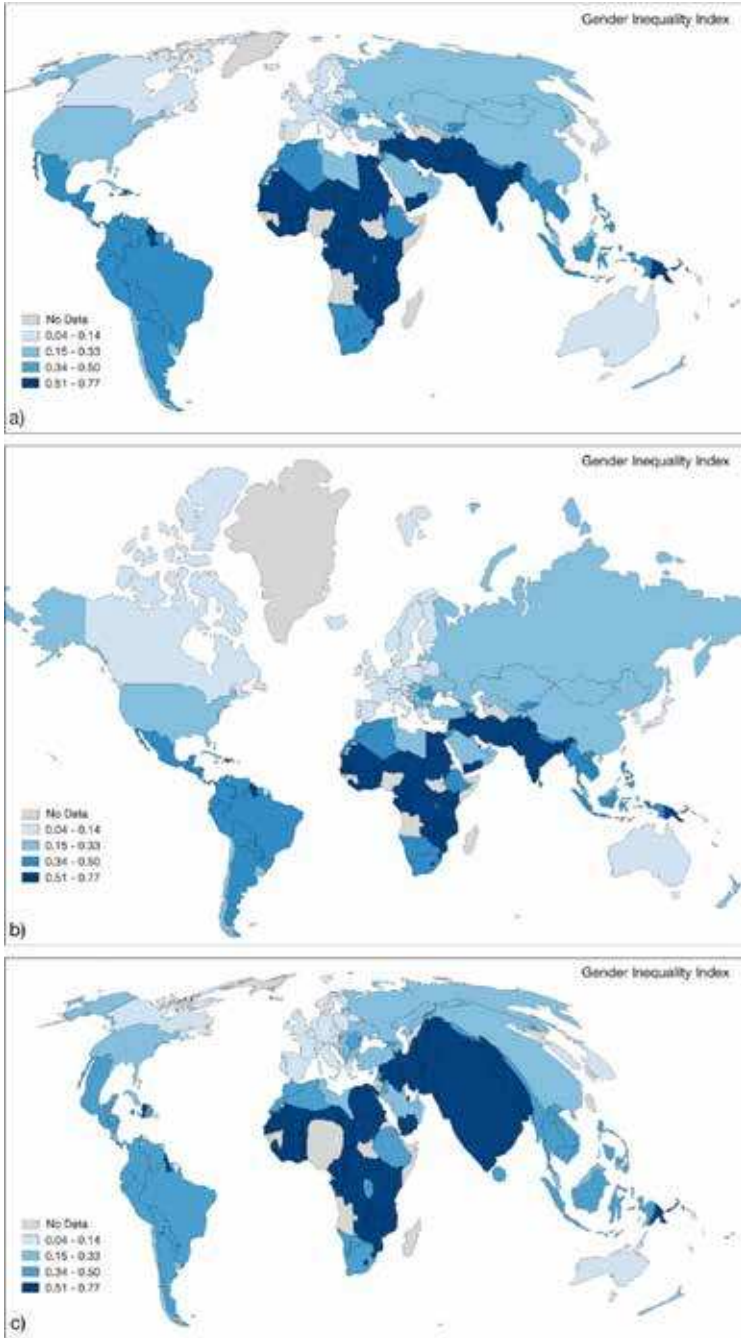 Gender Inequality Index
No Data
0.04 - 0.14
0.15 - 0.33
0.34 - 0.50
0.51 - 0.77
a)
Gender Inequality Index
No Data
0.04 - 0.14
0.15 - 0.33
0.34 - 0.50
0.51 - 0.77
b)
Gender Inequality Index
No Data
0.04 - 0.14
0.15 - 0.33
0.34 - 0.50
0.51 - 0.77
c)